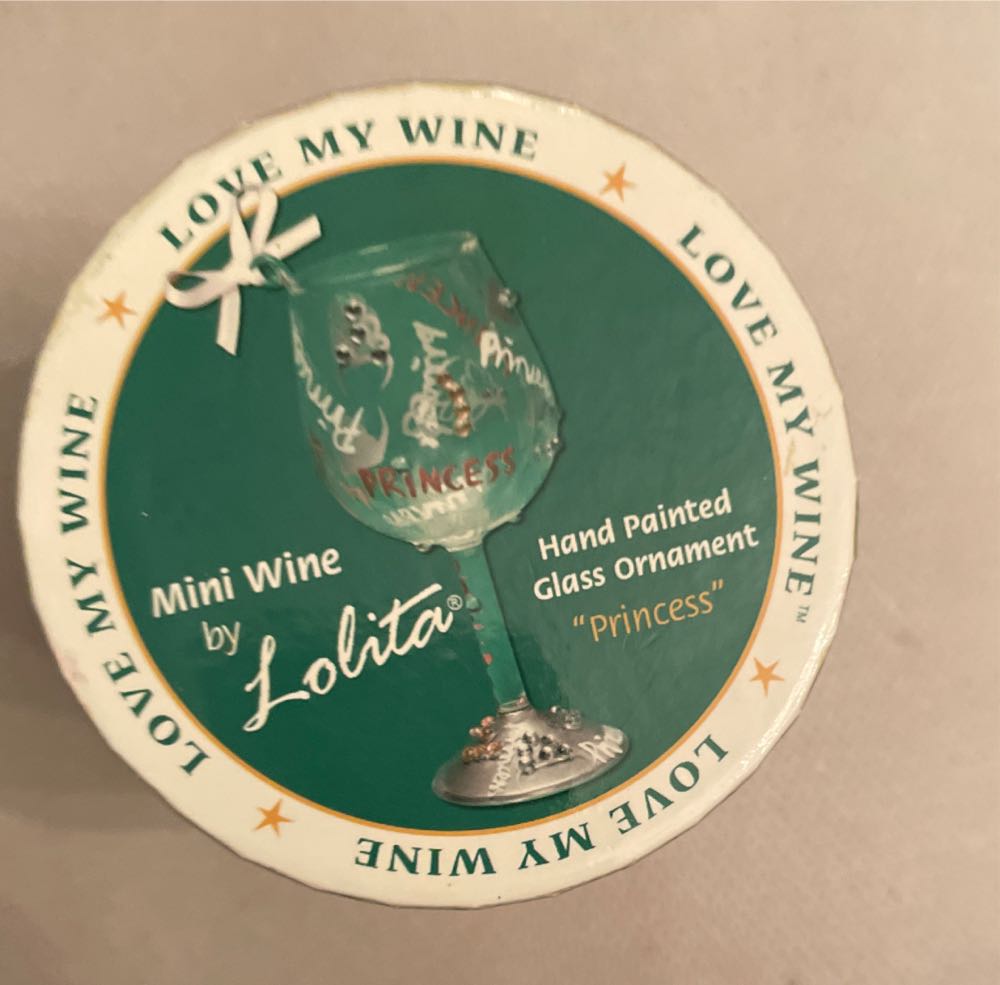 LOVE MY WINE
LOVE MY WINE™
LOVE MY WINE
LOVE MY WINE
PRINCESS
Mini Wine
by
Lolita®
Hand Painted
Glass Ornament
"Princess"